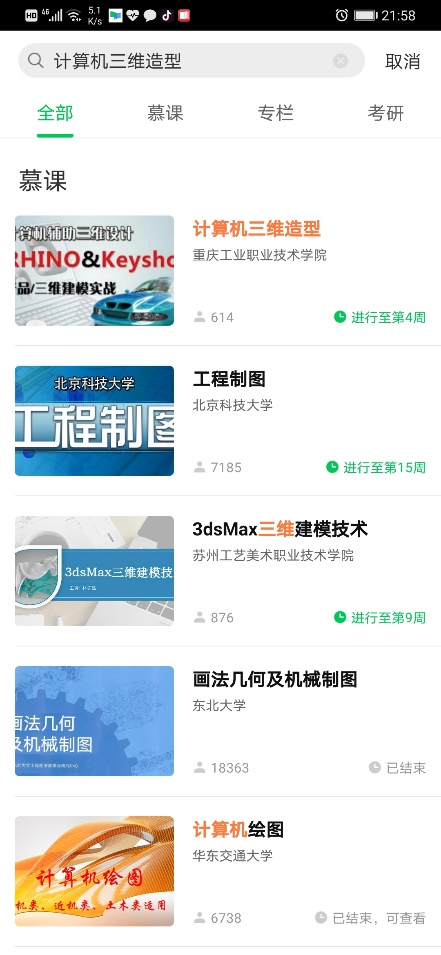 HD 4G 5.1 K/s 21:58
计算机三维造型 取消
全部 慕课 专栏 考研
慕课
计算机辅助三维设计
RHINO&Keysho
品/三维建模实战
计算机三维造型
重庆工业职业技术学院
614 进行至第4周
北京科技大学
工程制图
工程制图
北京科技大学
7185 进行至第15周
3dsMax三维建模技
3dsMax三维建模技术
苏州工艺美术职业技术学院
876 进行至第9周
画法几何
及机械制图
画法几何及机械制图
东北大学
18363 已结束
计算机绘图
机类、近机类、土木类适用
计算机绘图
华东交通大学
6738 已结束，可查看